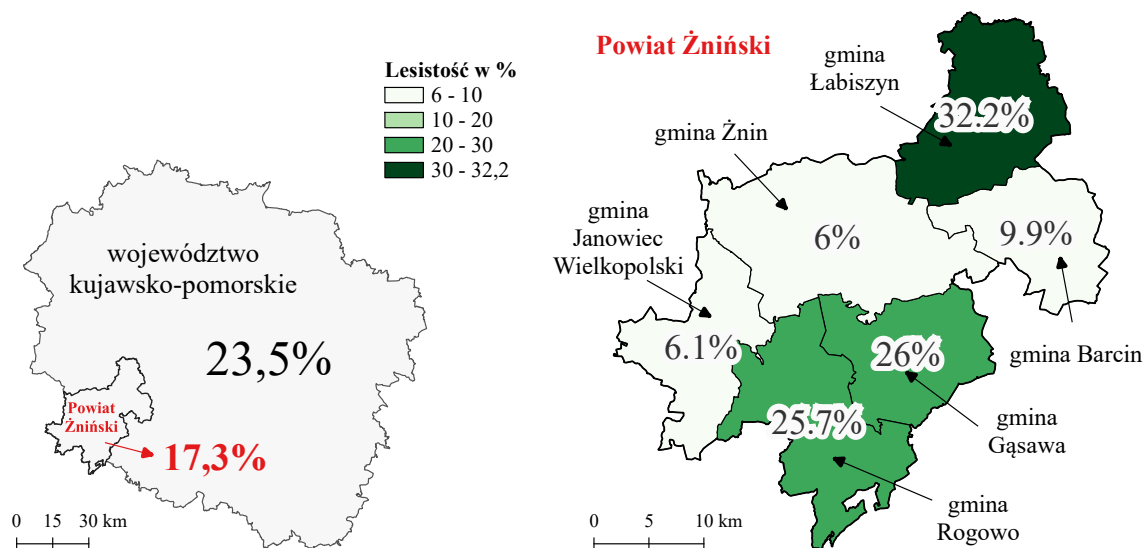 Lesistość w %
6 - 10
10 - 20
20 - 30
30 - 32,2
województwo
kujawsko-pomorskie
23,5%
Powiat
Żniński
17,3%
0 15 30 km
Powiat Żniński
gmina
Łabiszyn
32.2%
gmina Żnin
gmina
Janowiec
Wielkopolski
6%
9.9%
6.1%
26%
gmina Barcin
25.7%
gmina
Gąsawa
gmina
Rogowo
0 5 10 km